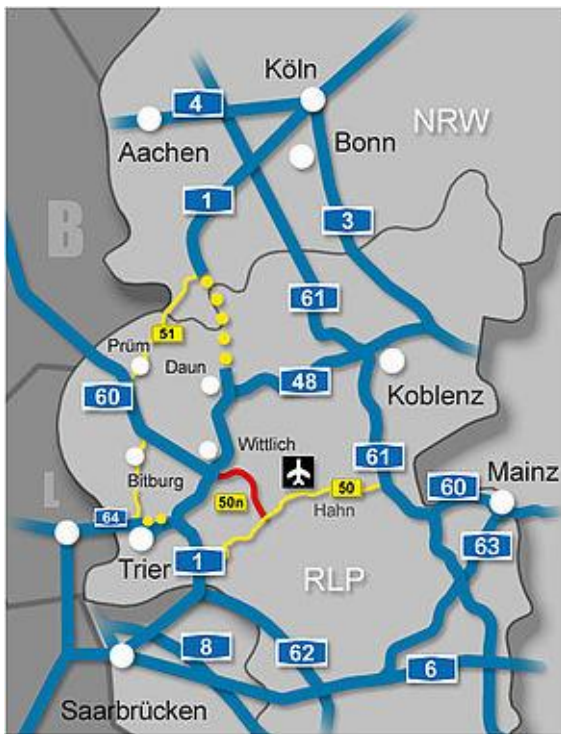 Köln
4
NRW
Aachen
Bonn
1
3
B
61
51
Prüm
Daun
48
60
Koblenz
Wittlich
61
Bitburg
50n
50
60
Mainz
L
Hahn
64
63
Trier
1
RLP
8
62
6
Saarbrücken